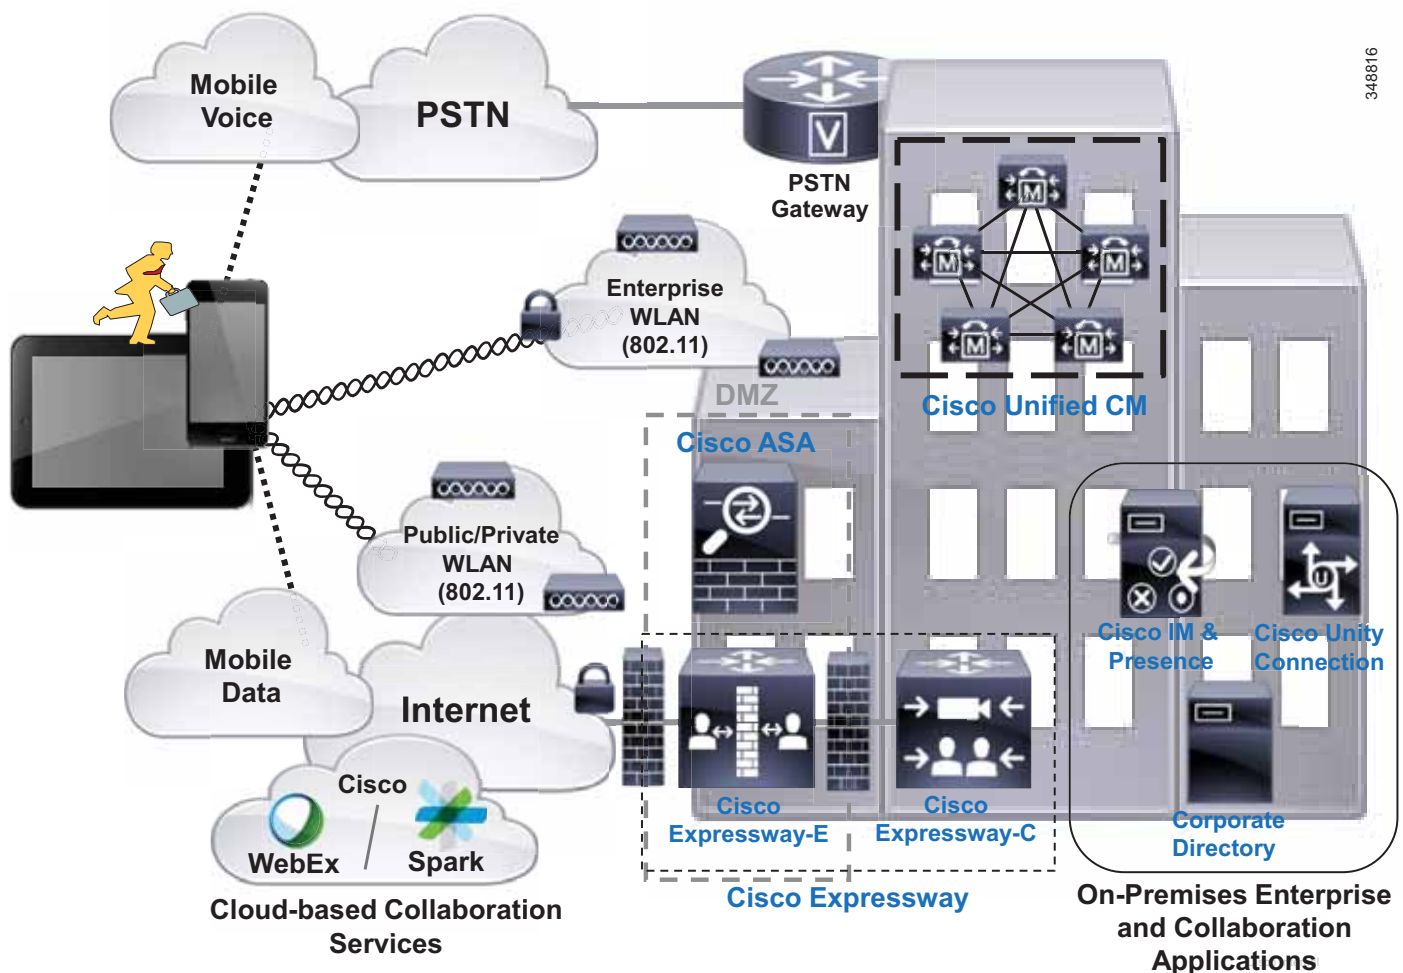 348816
Mobile
Voice
PSTN
V
PSTN
Gateway
M
M
M
M
M
Enterprise
WLAN
(802.11)
DMZ
Cisco ASA
Cisco Unified CM
Public/Private
WLAN
(802.11)
U
Cisco IM &
Presence
Cisco Unity
Connection
Mobile
Data
Internet
Cisco
WebEx
Spark
Cisco
Expressway-E
Cisco
Expressway-C
Corporate
Directory
Cisco Expressway
Cloud-based Collaboration
Services
On-Premises Enterprise
and Collaboration
Applications